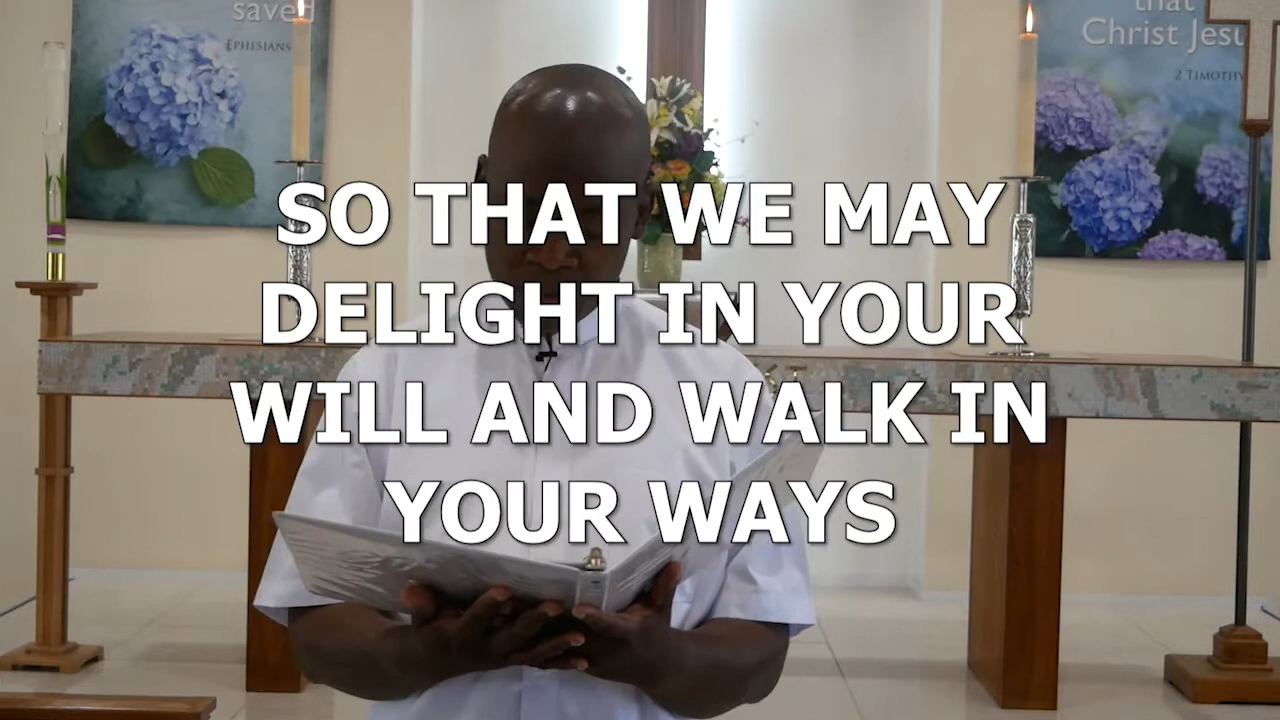 saved
EPHESIANS
that
Christ Jesu
2 TIMOTHY
SO THAT WE MAY
DELIGHT IN YOUR
WILL AND WALK IN
YOUR WAYS